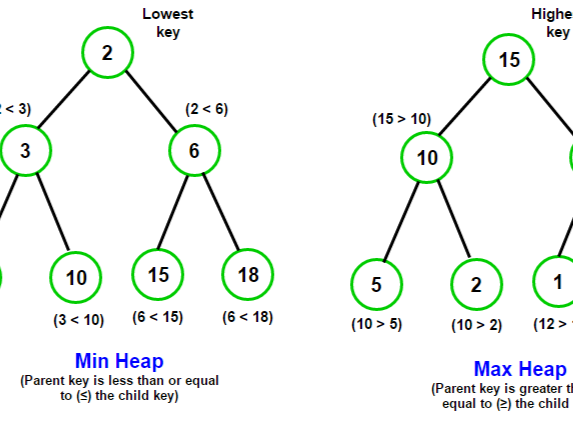 Lowest
key
2
< 3)
(2 < 6)
3
6
10
15
18
(3 < 10)
(6 < 15)
(6 < 18)
Min Heap
(Parent key is less than or equal
to (≤) the child key)
Highe
key
15
(15 > 10)
10
5
2
1
(10 > 5)
(10 > 2)
(12 >
Max Heap
(Parent key is greater th
equal to (≥) the child